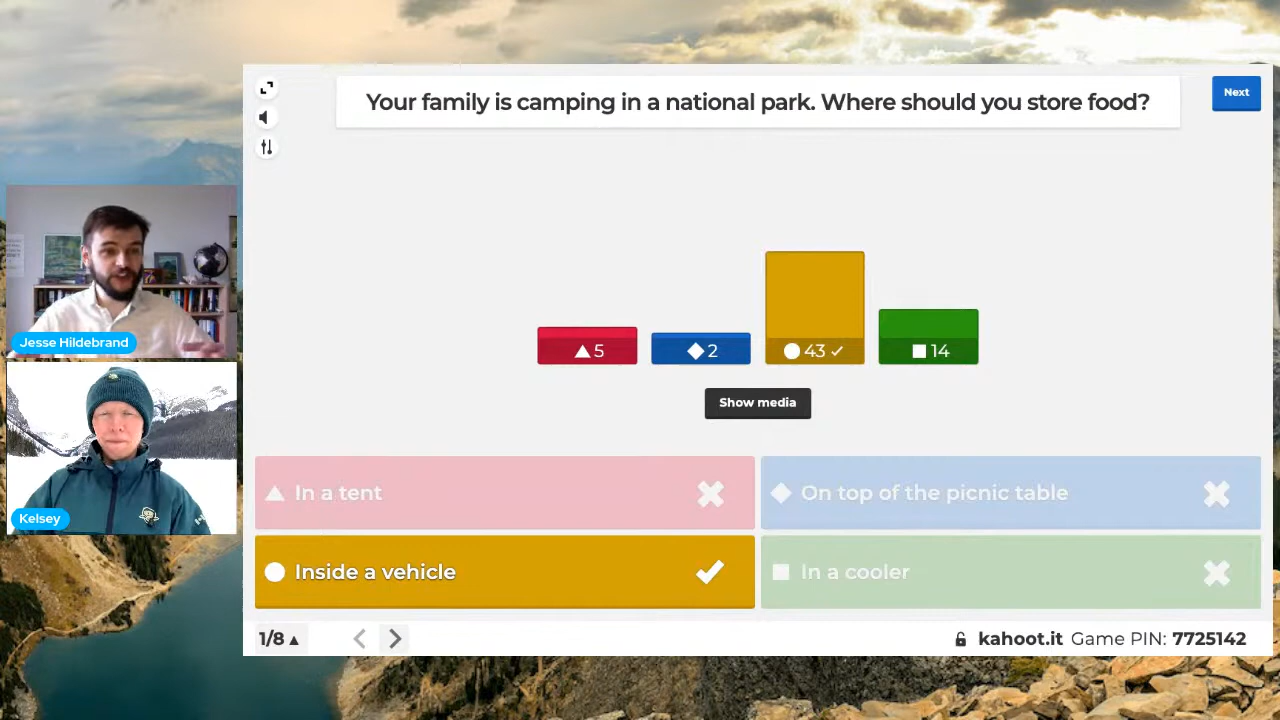 Your family is camping in a national park. Where should you store food?
Next
Jesse Hildebrand
Kelsey
5
2
43
14
Show media
In a tent
On top of the picnic table
Inside a vehicle
In a cooler
1/8
kahoot.it Game PIN: 7725142